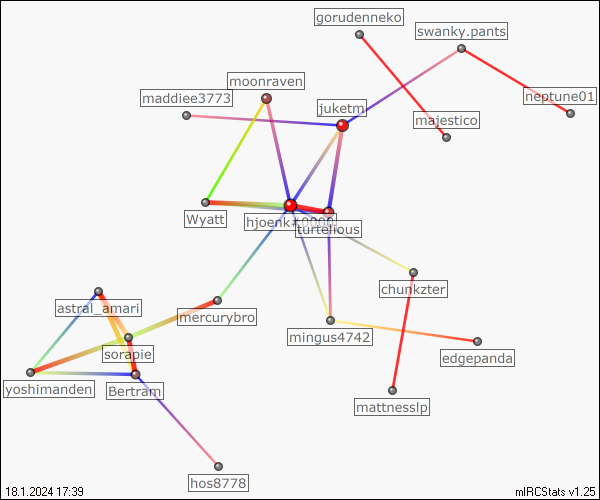 gorudenneko
swanky.pants
moonraven
maddiee3773
neptune01
juketm
majestico
Wyatt
hjoenk#0000
turtelious
chunkzter
astral_amari
mercurybro
mingus4742
sorapie
edgepanda
yoshimanden
Bertram
mattnesslp
hos8778
18.1.2024 17:39
mIRCStats v1.25